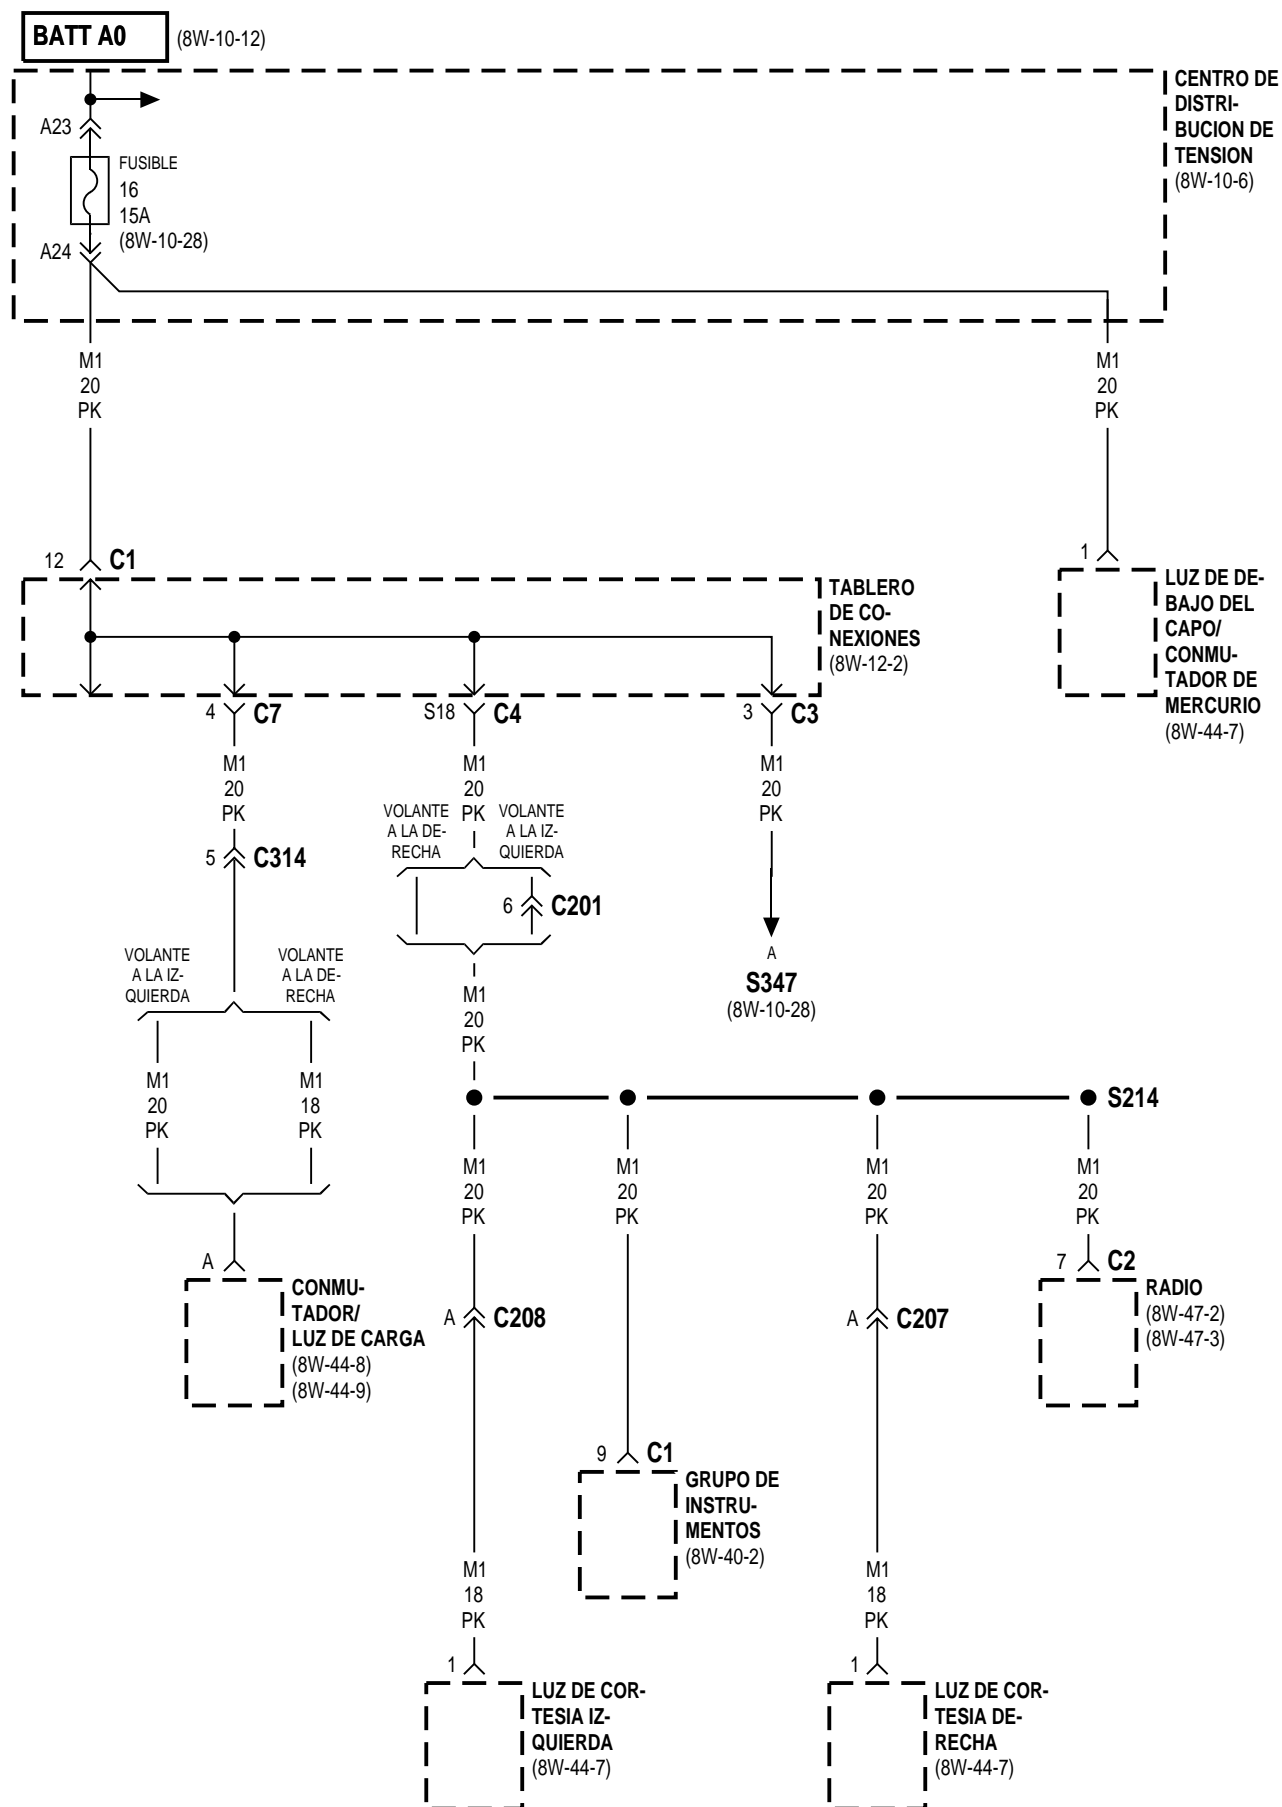 BATT A0 (8W-10-12)
CENTRO DE
DISTRI-
BUCION DE
TENSION
(8W-10-6)
A23
FUSIBLE
16
15A
(8W-10-28)
A24
M1
20
PK
M1
20
PK
12 C1
1
TABLERO
DE CO-
NEXIONES
(8W-12-2)
LUZ DE DE-
BAJO DEL
CAPO/
CONMU-
TADOR DE
MERCURIO
(8W-44-7)
4 C7
S18 C4
3 C3
M1
20
PK
M1
20
PK
M1
20
PK
VOLANTE
A LA DE-
RECHA
VOLANTE
A LA IZ-
QUIERDA
5 C314
6 C201
VOLANTE
A LA IZ-
QUIERDA
VOLANTE
A LA DE-
RECHA
A
S347
(8W-10-28)
M1
20
PK
M1
20
PK
M1
18
PK
S214
M1
20
PK
M1
20
PK
M1
20
PK
M1
20
PK
A
CONMU-
TADOR/
LUZ DE CARGA
(8W-44-8)
(8W-44-9)
A C208
A C207
7 C2
RADIO
(8W-47-2)
(8W-47-3)
9 C1
GRUPO DE
INSTRU-
MENTOS
(8W-40-2)
M1
18
PK
M1
18
PK
1
LUZ DE COR-
TESIA IZ-
QUIERDA
(8W-44-7)
1
LUZ DE COR-
TESIA DE-
RECHA
(8W-44-7)